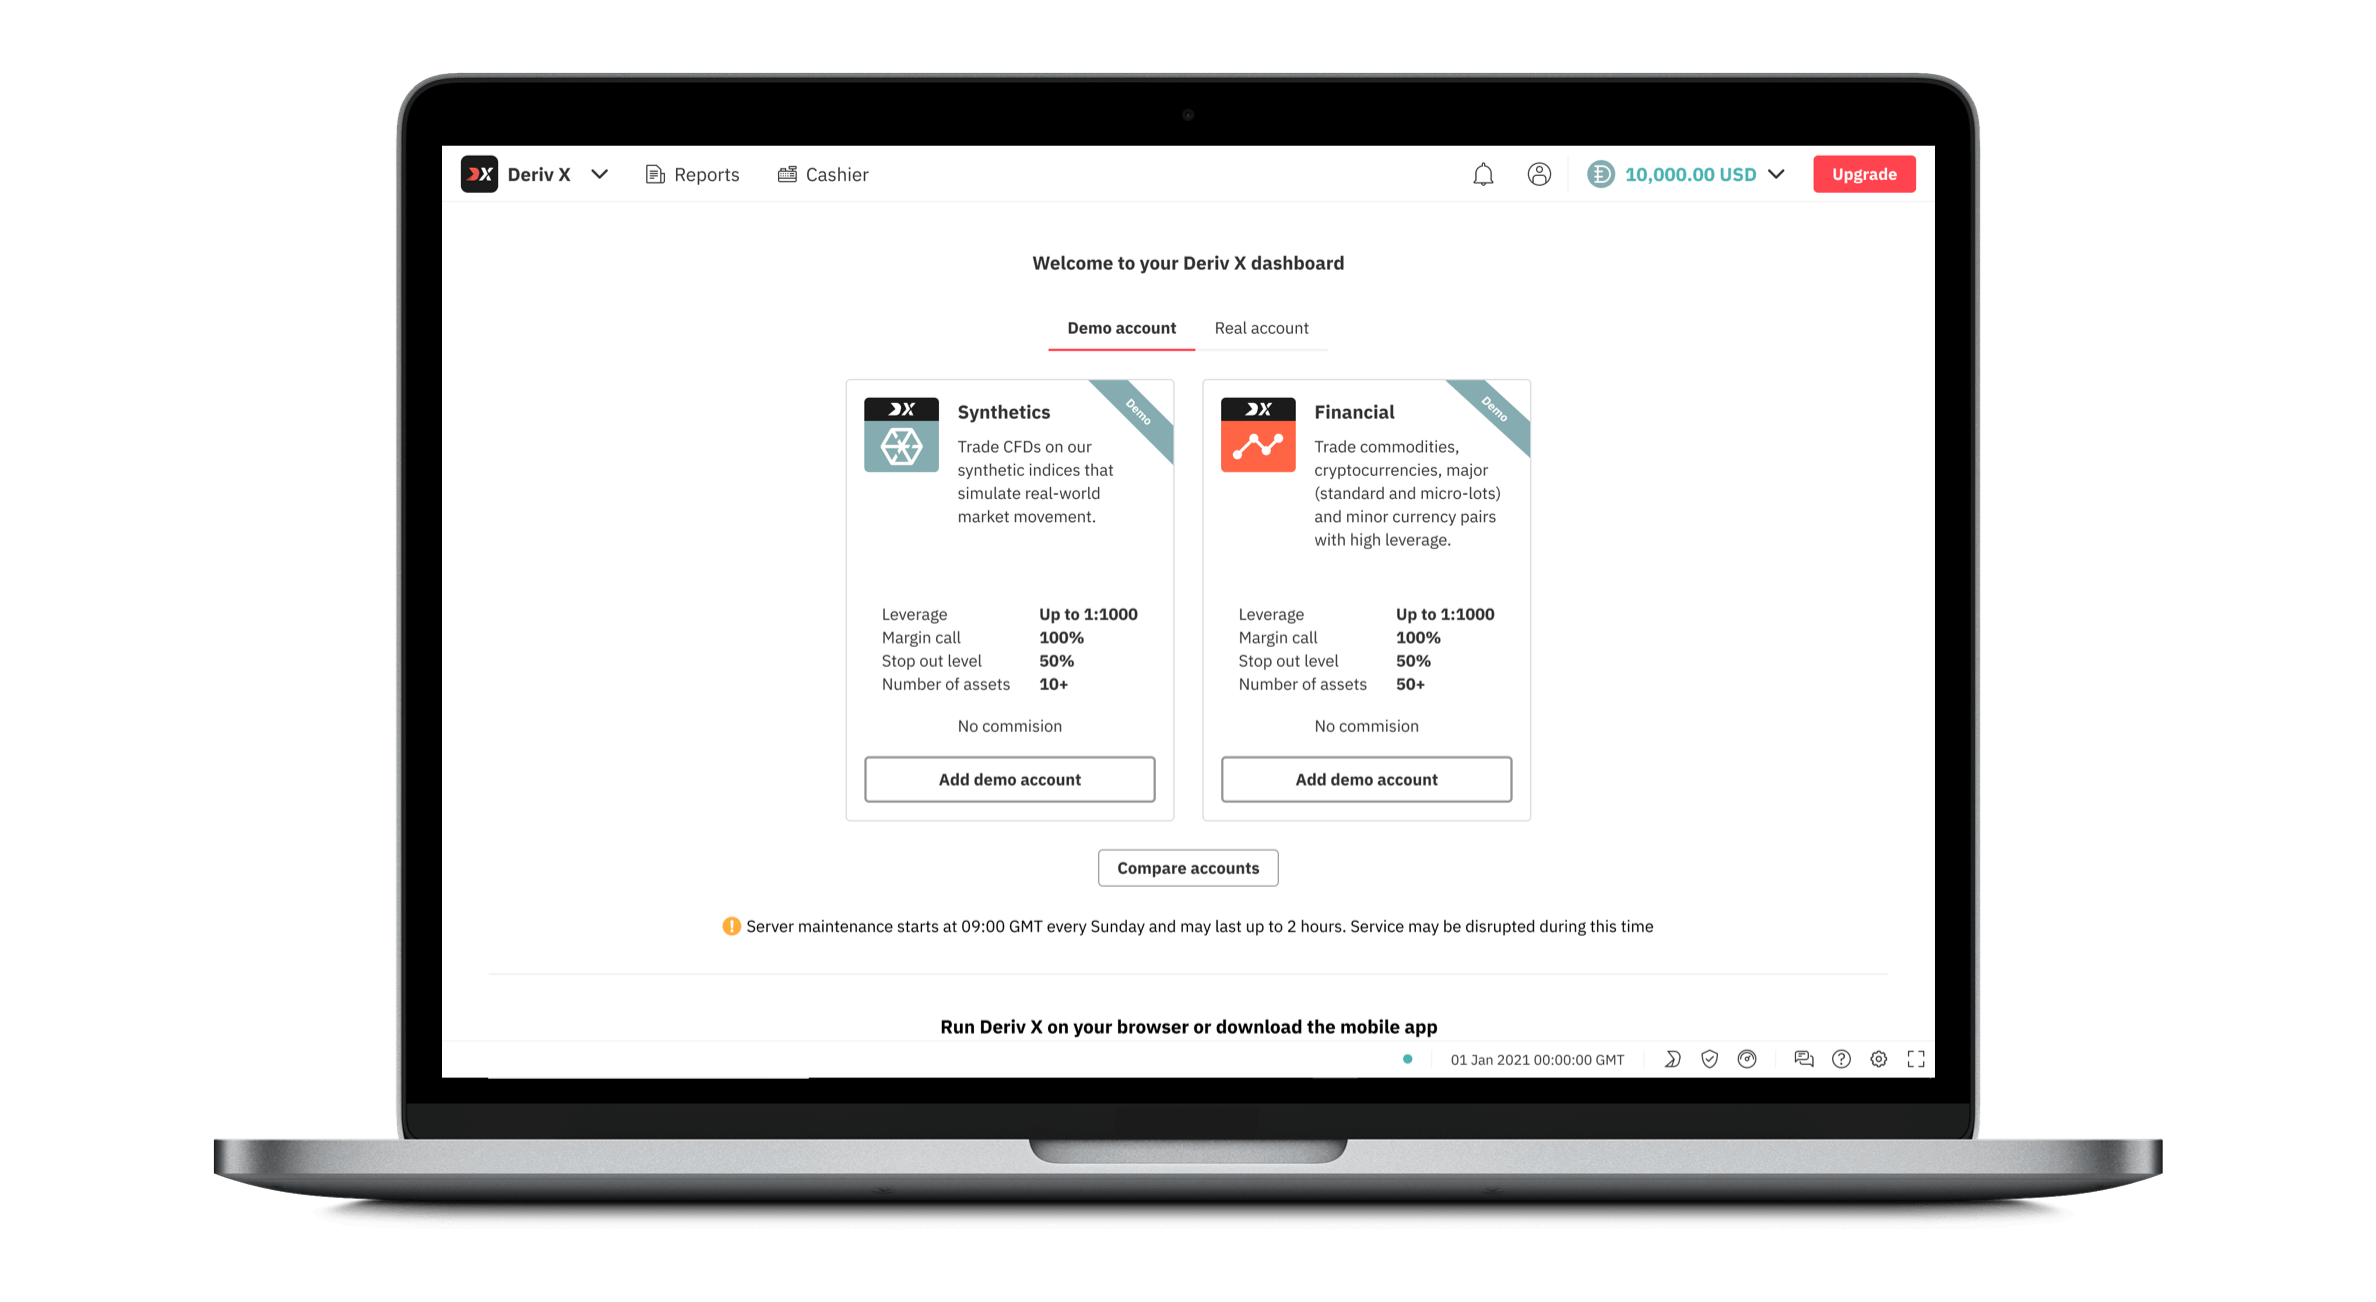 DX Deriv X Reports Cashier 10,000.00 USD Upgrade
Welcome to your Deriv X dashboard
Demo account Real account
DX
Synthetics
Demo
Trade CFDs on our
synthetic indices that
simulate real-world
market movement.
Leverage Up to 1:1000
Margin call 100%
Stop out level 50%
Number of assets 10+
No commision
Add demo account
DX
Financial
Demo
Trade commodities,
cryptocurrencies, major
(standard and micro-lots)
and minor currency pairs
with high leverage.
Leverage Up to 1:1000
Margin call 100%
Stop out level 50%
Number of assets 50+
No commision
Add demo account
Compare accounts
Server maintenance starts at 09:00 GMT every Sunday and may last up to 2 hours. Service may be disrupted during this time
Run Deriv X on your browser or download the mobile app
01 Jan 2021 00:00:00 GMT